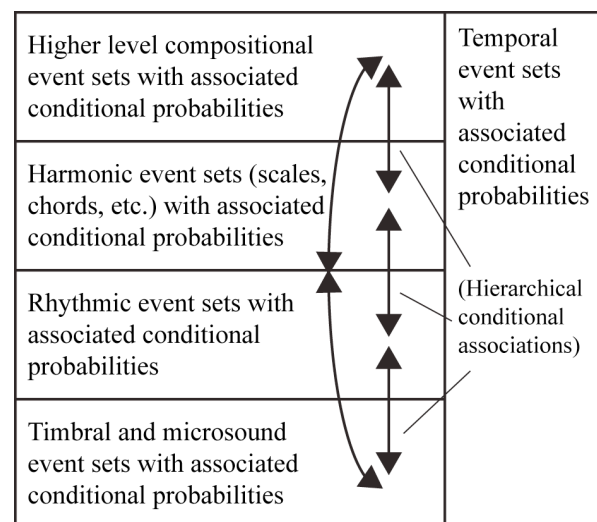 Higher level compositional
event sets with associated
conditional probabilities
Harmonic event sets (scales,
chords, etc.) with associated
conditional probabilities
Rhythmic event sets with
associated conditional
probabilities
Timbral and microsound
event sets with associated
conditional probabilities
Temporal
event sets
with
associated
conditional
probabilities
(Hierarchical
conditional
associations)